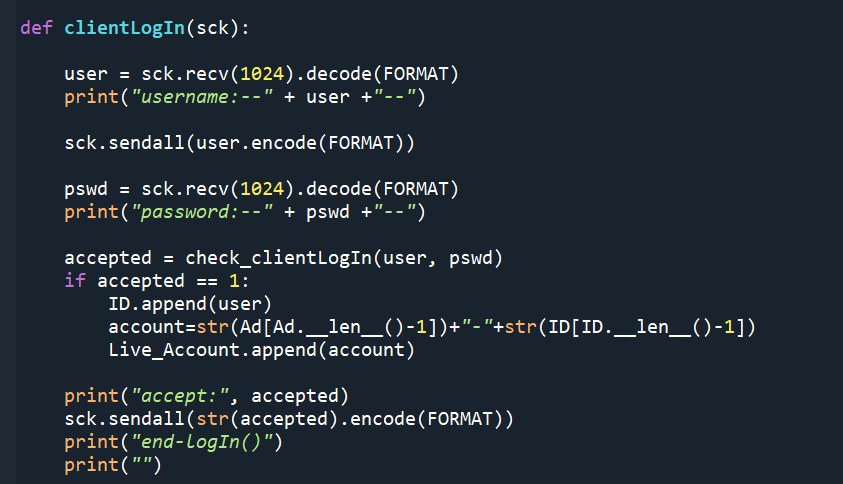 def clientLogIn(sck):
    user = sck.recv(1024).decode(FORMAT)
    print("username:--" + user +"--")
    sck.sendall(user.encode(FORMAT))
    pswd = sck.recv(1024).decode(FORMAT)
    print("password:--" + pswd +"--")
    accepted = check_clientLogIn(user, pswd)
    if accepted == 1:
        ID.append(user)
        account=str(Ad[Ad.__len__()-1])+"-"+str(ID[ID.__len__()-1])
        Live_Account.append(account)
    print("accept:", accepted)
    sck.sendall(str(accepted).encode(FORMAT))
    print("end-logIn()")
    print("")